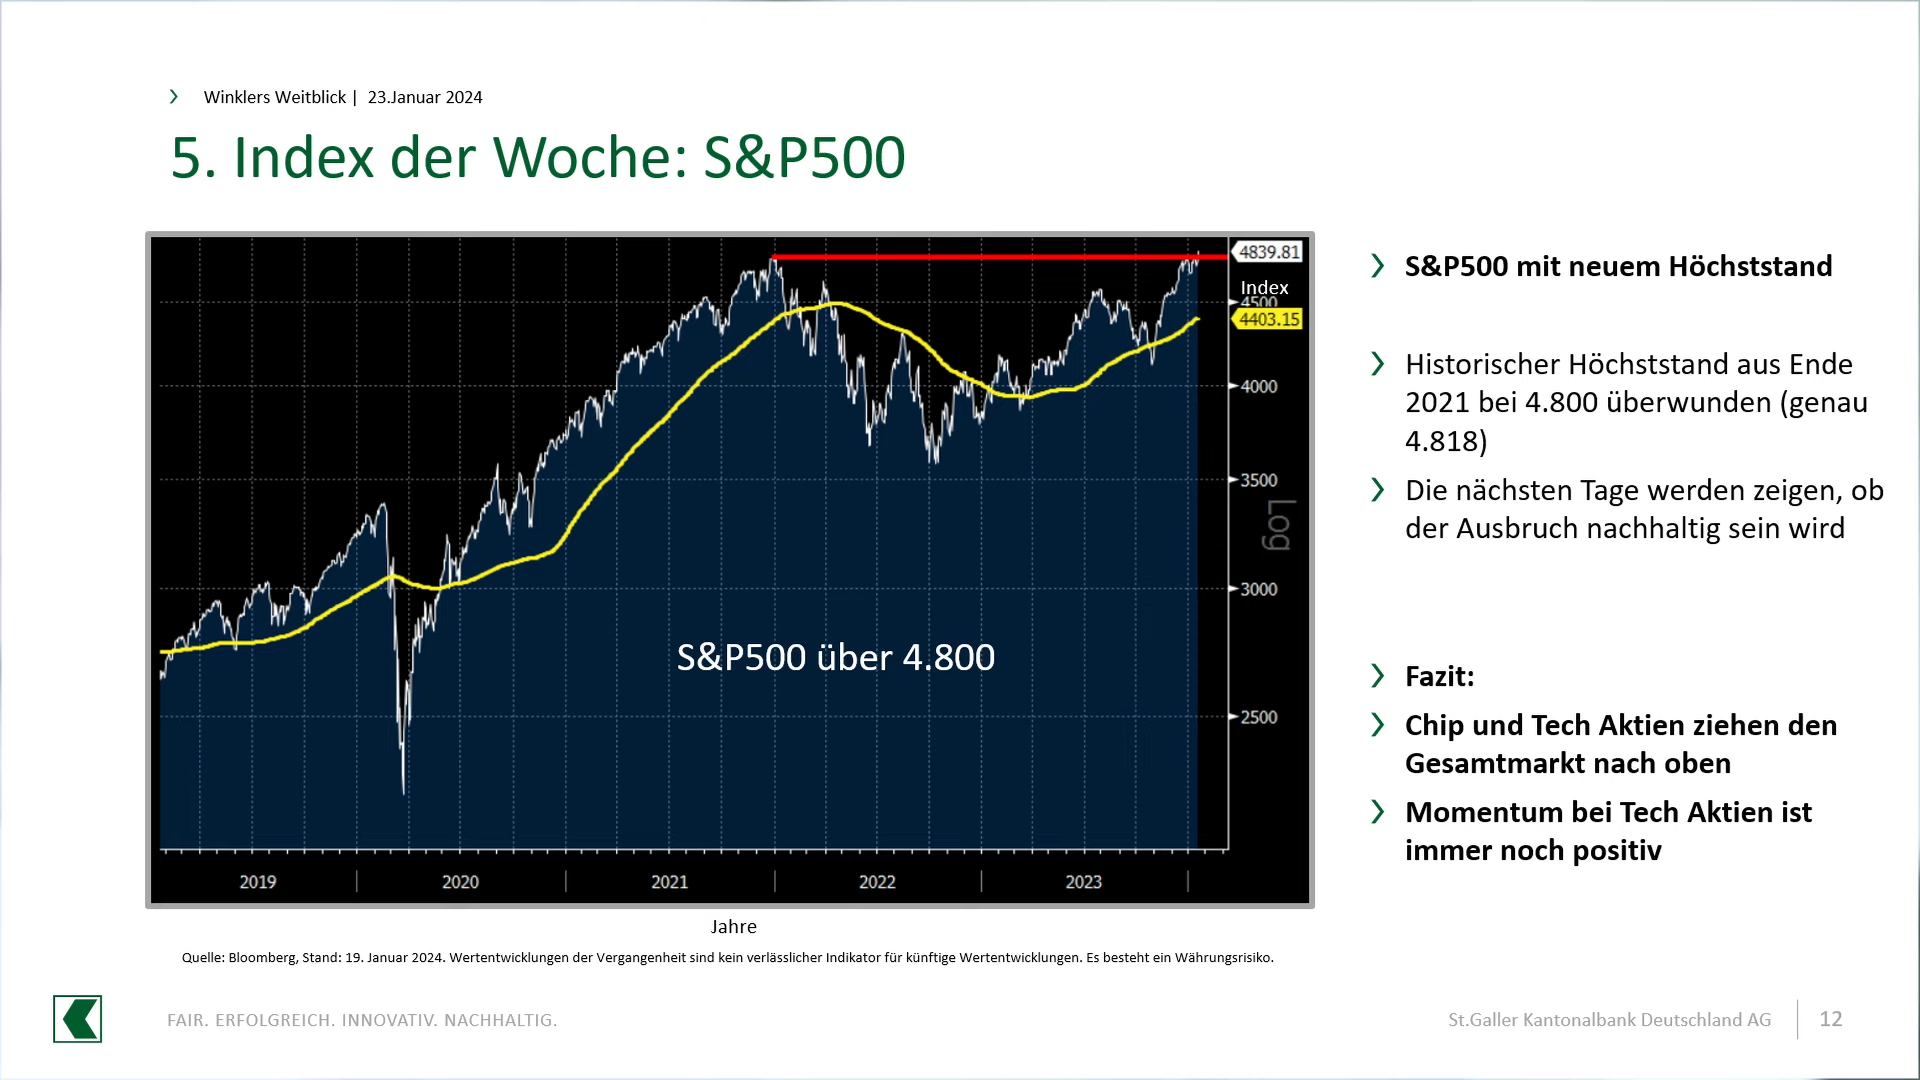 Winklers Weitblick | 23.Januar 2024
5. Index der Woche: S&P500
4839.81
Index
4500
4403.15
4000
3500
Log
3000
2500
S&P500 über 4.800
2019 2020 2021 2022 2023
Jahre
Quelle: Bloomberg, Stand: 19. Januar 2024. Wertentwicklungen der Vergangenheit sind kein verlässlicher Indikator für künftige Wertentwicklungen. Es besteht ein Währungsrisiko.
S&P500 mit neuem Höchststand
Historischer Höchststand aus Ende
2021 bei 4.800 überwunden (genau
4.818)
Die nächsten Tage werden zeigen, ob
der Ausbruch nachhaltig sein wird
Fazit:
Chip und Tech Aktien ziehen den
Gesamtmarkt nach oben
Momentum bei Tech Aktien ist
immer noch positiv
FAIR. ERFOLGREICH. INNOVATIV. NACHHALTIG.
St.Galler Kantonalbank Deutschland AG 12